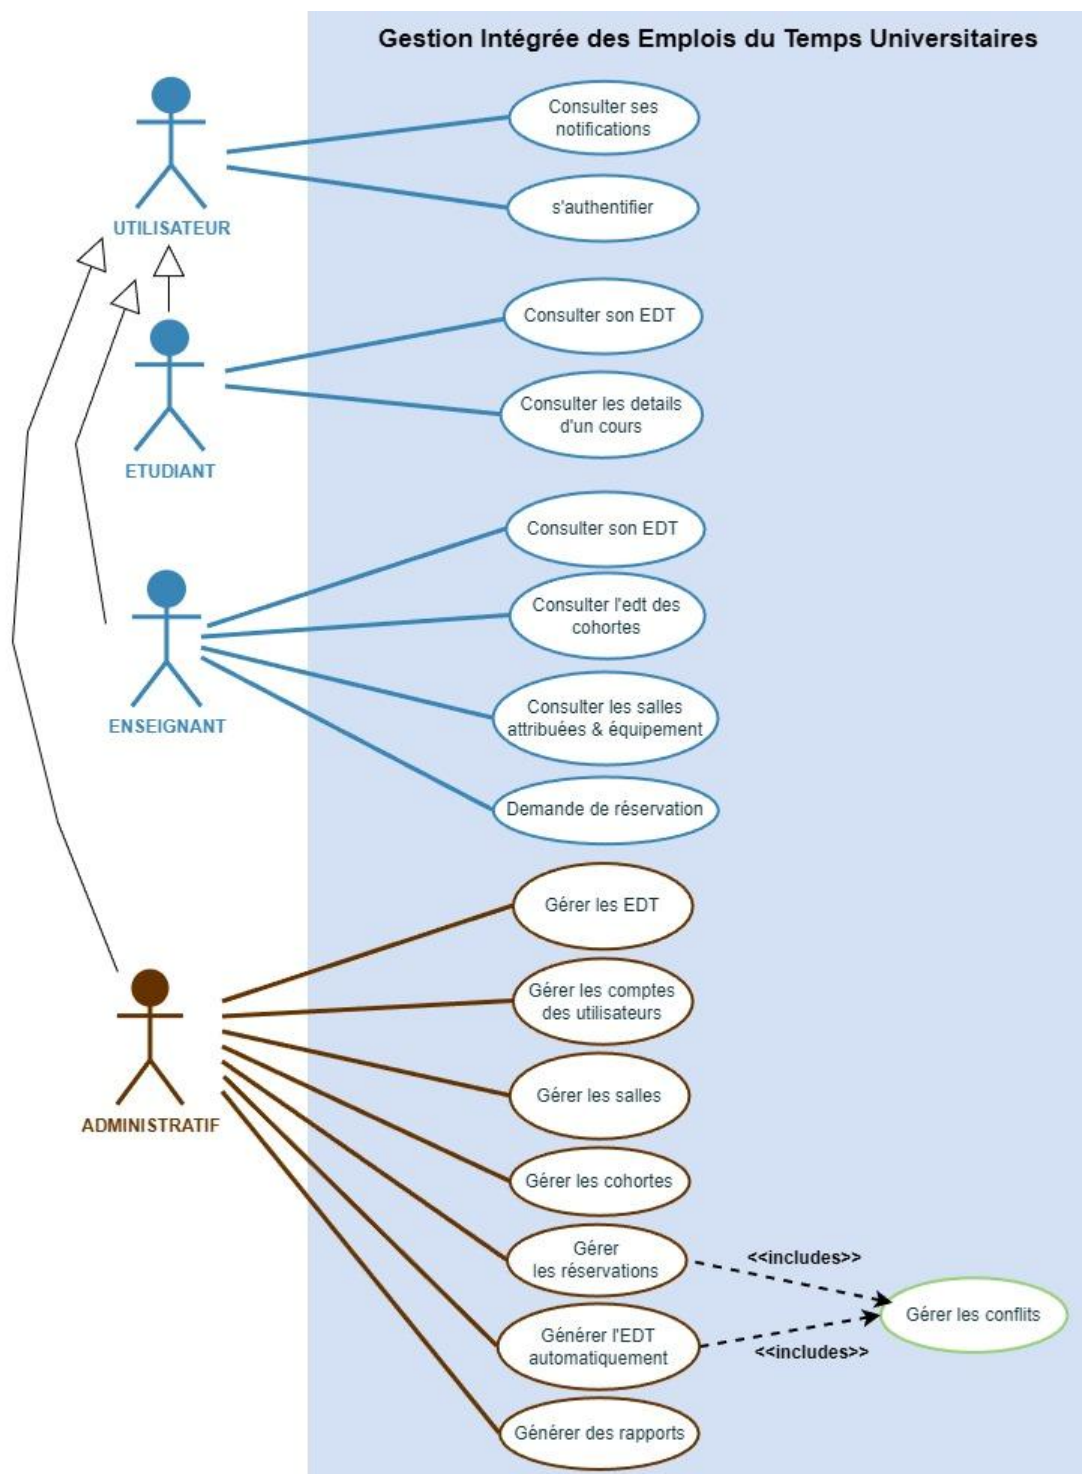 Gestion Intégrée des Emplois du Temps Universitaires
Consulter ses
notifications
s'authentifier
UTILISATEUR
Consulter son EDT
Consulter les details
d'un cours
ETUDIANT
Consulter son EDT
Consulter l'edt des
cohortes
Consulter les salles
attribuées & équipement
ENSEIGNANT
Demande de réservation
Gérer les EDT
Gérer les comptes
des utilisateurs
Gérer les salles
ADMINISTRATIF
Gérer les cohortes
Gérer
les réservations
<<includes>>
Gérer les conflits
Générer l'EDT
automatiquement
<<includes>>
Générer des rapports